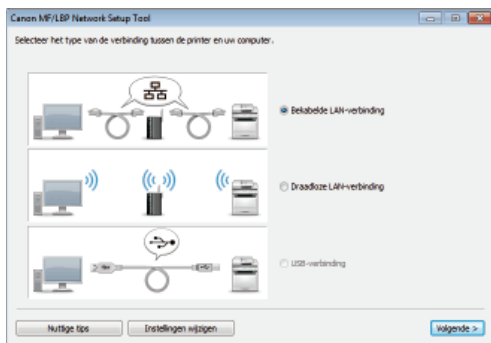 Canon MF/LBP Network Setup Tool
Selecteer het type van de verbinding tussen de printer en uw computer.
Bekabelde LAN-verbinding
Draadloze LAN-verbinding
USB-verbinding
Nuttige tips
Instellingen wijzigen
Volgende >